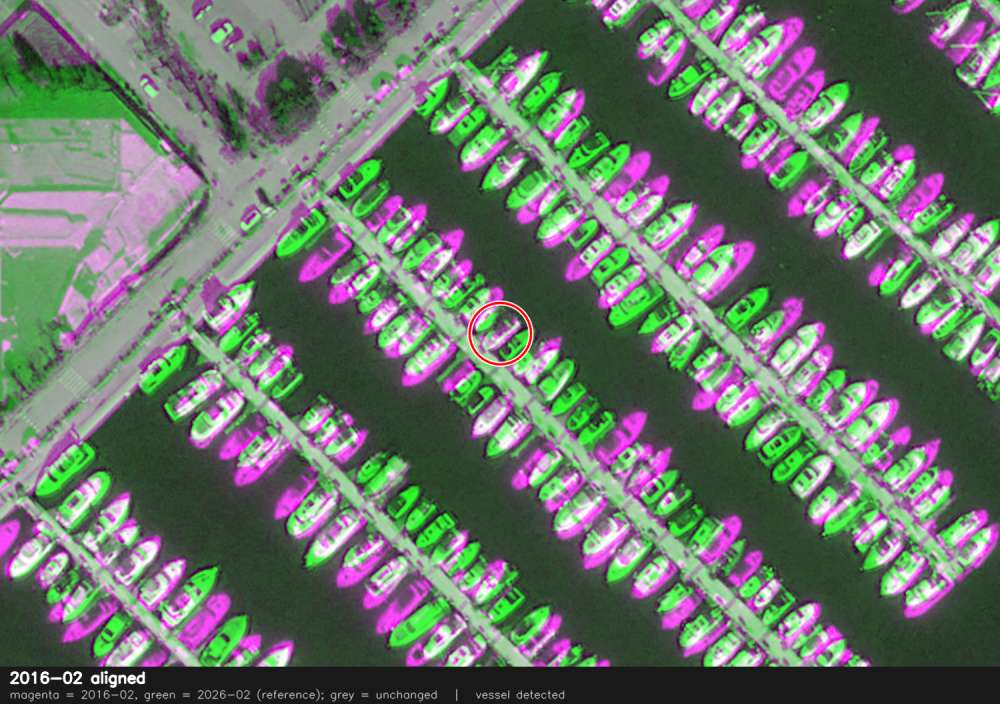 2016-02 aligned
magenta = 2016-02, green = 2026-02 (reference); grey = unchanged | vessel detected